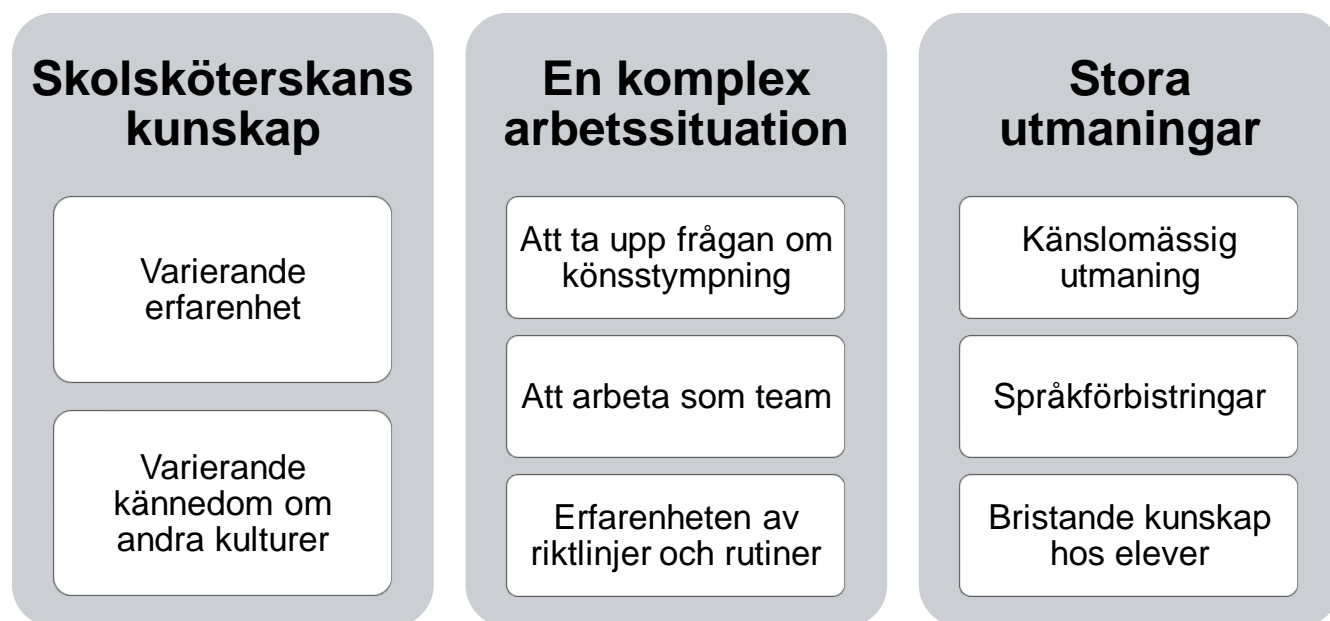 Skolsköterskans
kunskap
Varierande
erfarenhet
Varierande
kännedom om
andra kulturer
En komplex
arbetssituation
Att ta upp frågan om
könsstympning
Att arbeta som team
Erfarenheten av
riktlinjer och rutiner
Stora
utmaningar
Känslomässig
utmaning
Språkförbistringar
Bristande kunskap
hos elever